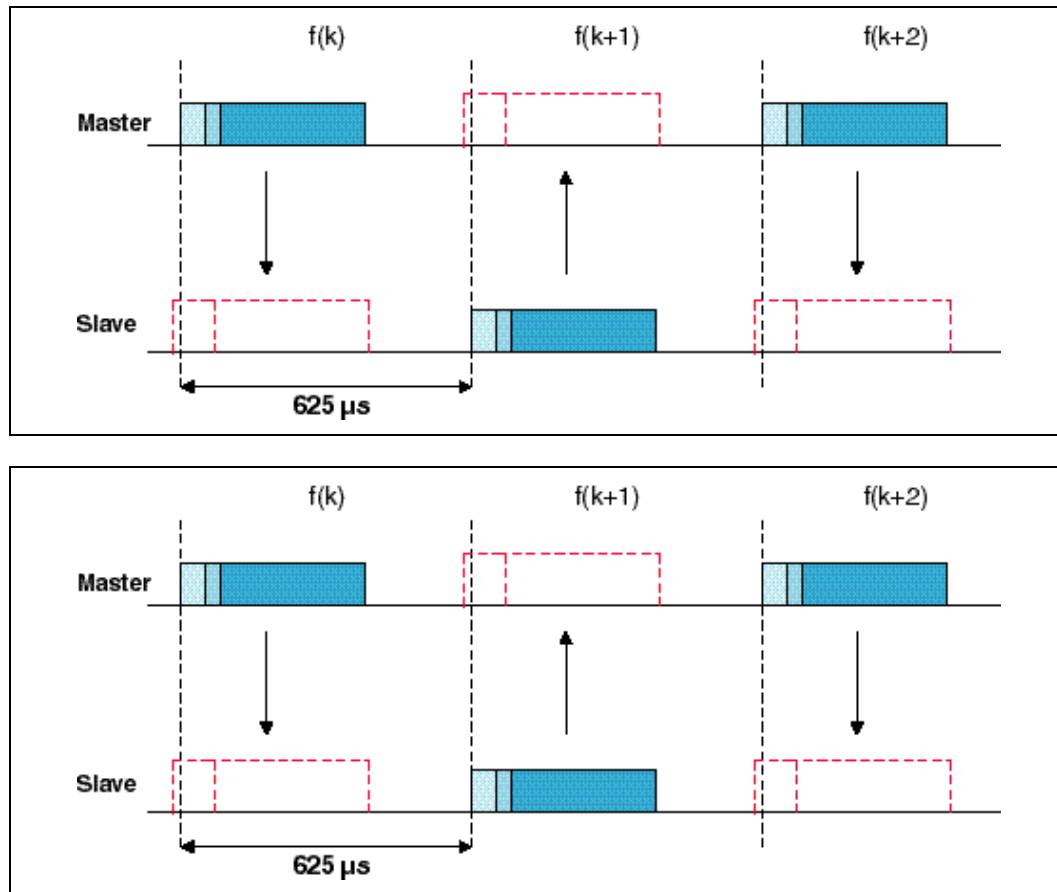 f(k) f(k+1) f(k+2)
Master
Slave
625 µs
f(k) f(k+1) f(k+2)
Master
Slave
625 µs